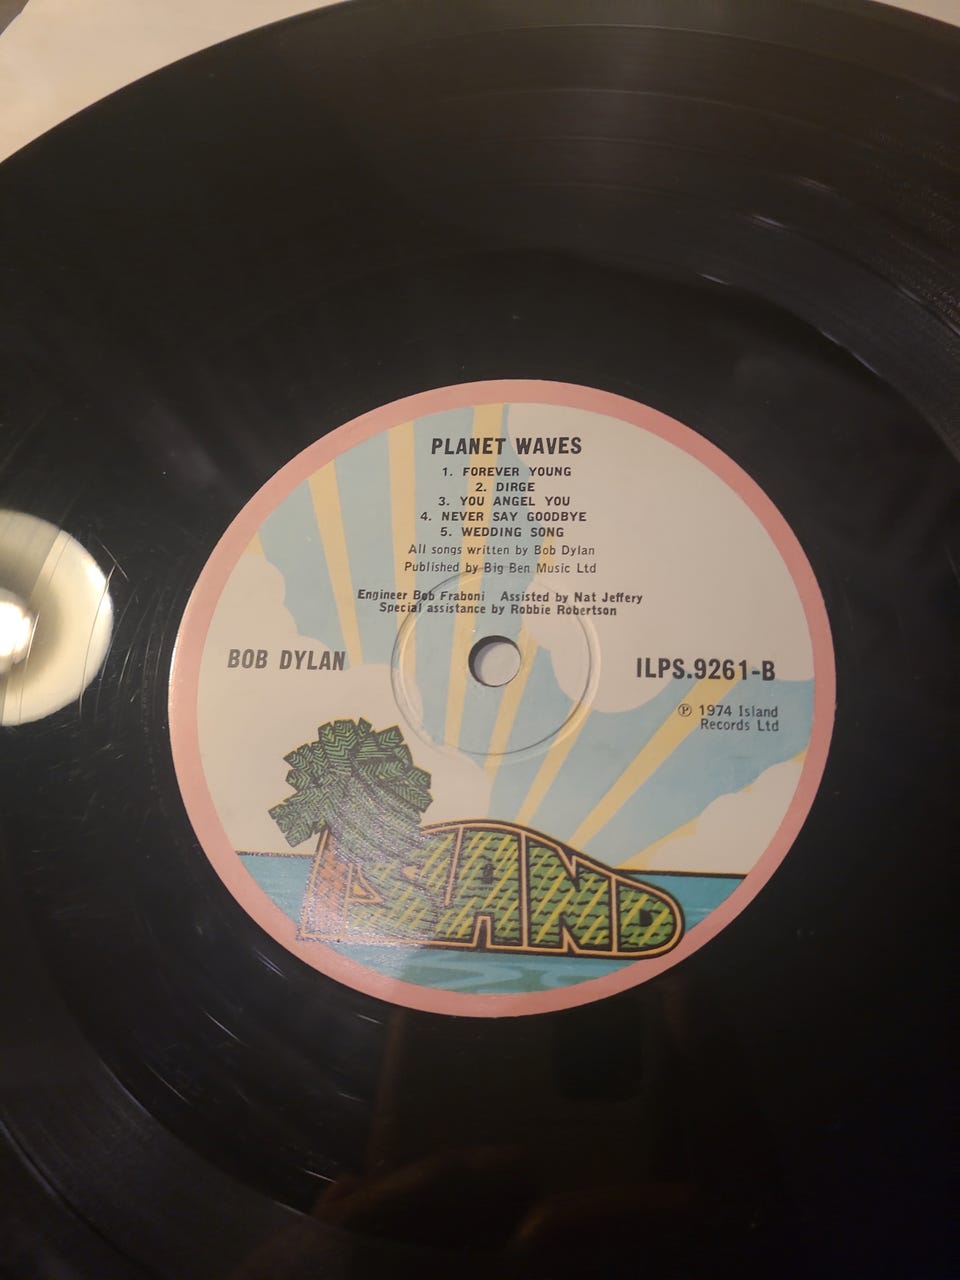 PLANET WAVES
1. FOREVER YOUNG
2. DIRGE
3. YOU ANGEL YOU
4. NEVER SAY GOODBYE
5. WEDDING SONG
All songs written by Bob Dylan
Published by Big Ben Music Ltd
Engineer Bob Fraboni Assisted by Nat Jeffery
Special assistance by Robbie Robertson
BOB DYLAN
ILPS.9261-B
℗ 1974 Island
Records Ltd
ISLAND